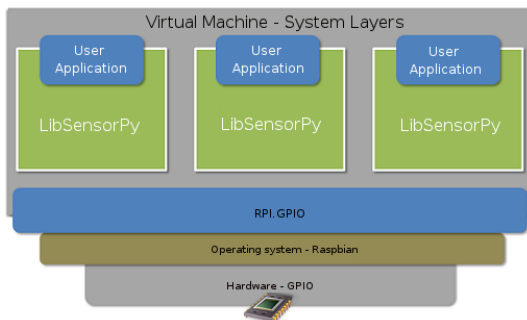 Virtual Machine - System Layers
User
Application
User
Application
User
Application
LibSensorPy
LibSensorPy
LibSensorPy
RPI.GPIO
Operating system - Raspbian
Hardware - GPIO